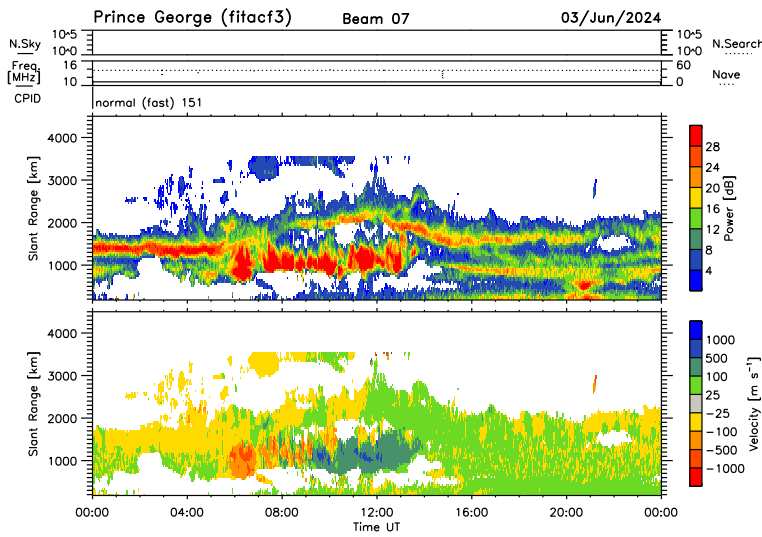 Prince George (fitacf3) Beam 07 03/Jun/2024
N.Sky 10^5 10^5 N.Search
10^0 10^0
Freq. 16 60
[MHz] 10 0 Nave
CPID normal (fast) 151
Slant Range [km]
4000
3000
2000
1000
28
24
20
16
12
8
4
Power [dB]
Slant Range [km]
4000
3000
2000
1000
1000
500
100
25
-25
-100
-500
-1000
Velocity [m s⁻¹]
00:00 04:00 08:00 12:00 16:00 20:00 00:00
Time UT